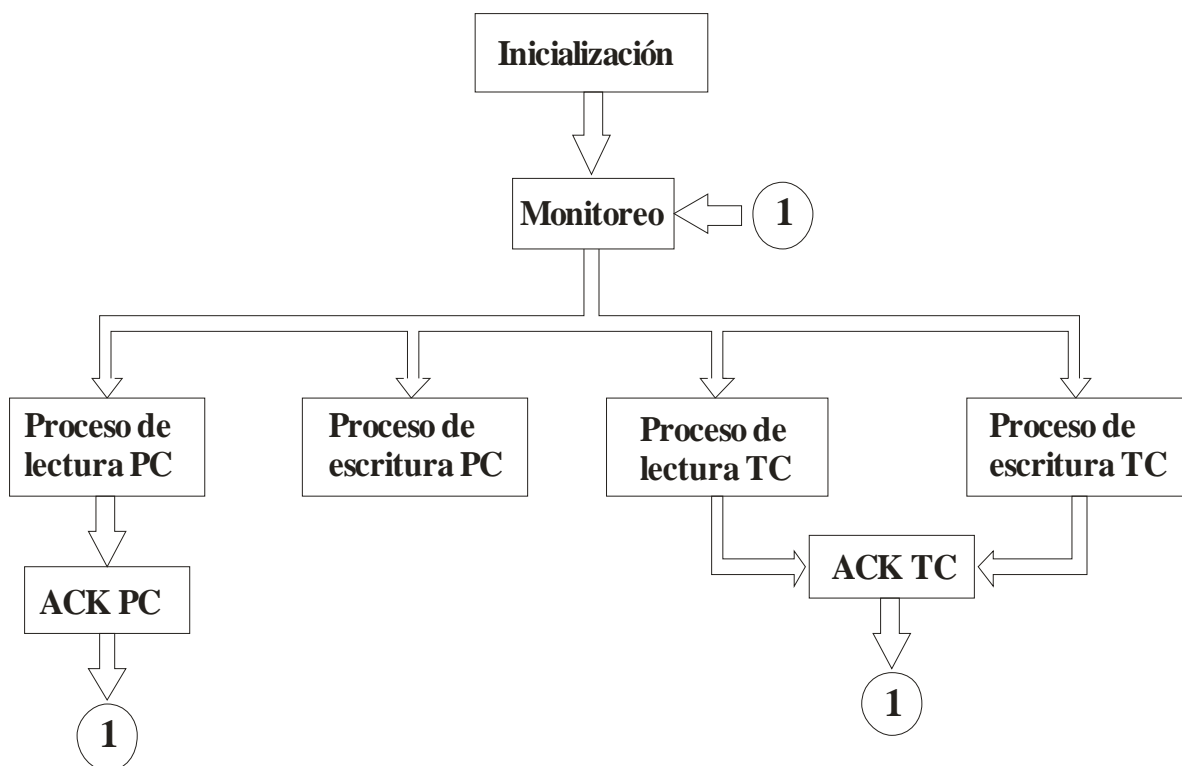 Inicialización
Monitoreo
1
Proceso de
lectura PC
Proceso de
escritura PC
Proceso de
lectura TC
Proceso de
escritura TC
ACK PC
ACK TC
1
1